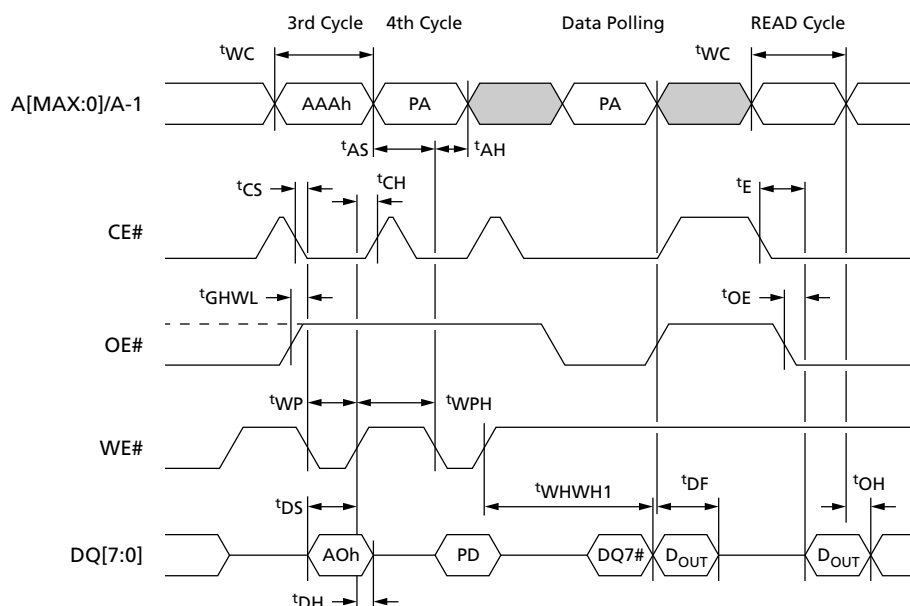 3rd Cycle 4th Cycle Data Polling READ Cycle
tWC tWC
A[MAX:0]/A-1 AAAh PA PA
tAS tAH
tCS tCH tE
CE#
tGHWL tOE
OE#
tWP tWPH
WE#
tWHWH1 tDF tOH
tDS
DQ[7:0] AOh PD DQ7# DOUT DOUT
tDH